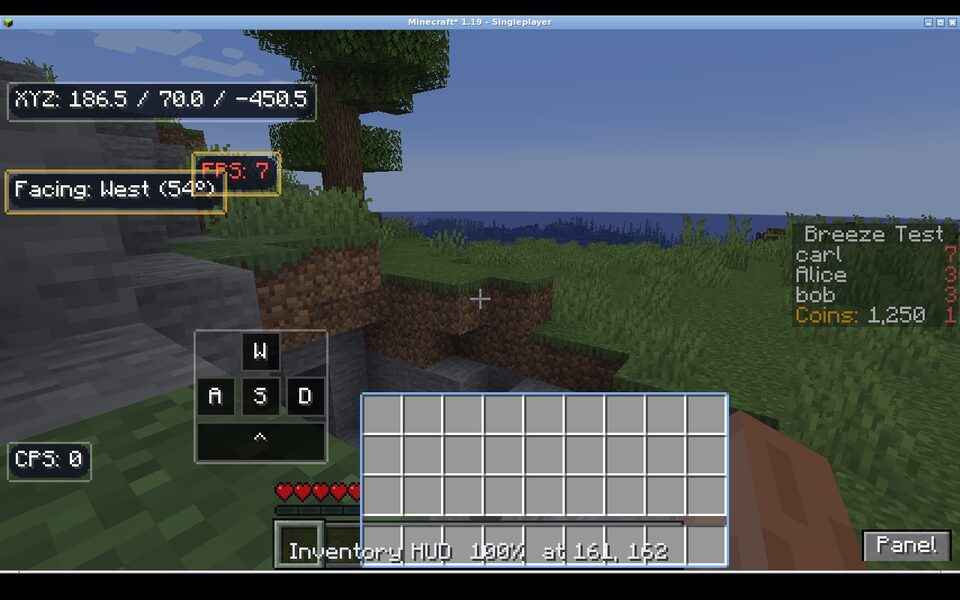 Minecraft* 1.19 - Singleplayer
XYZ: 186.5 / 70.0 / -450.5
FPS: 7
Facing: West (54º)
Breeze Test
carl 7
Alice 3
bob 3
Coins: 1,250 1
W
A S D
^
CPS: 0
Inventory HUD 100% at 161, 162
Panel